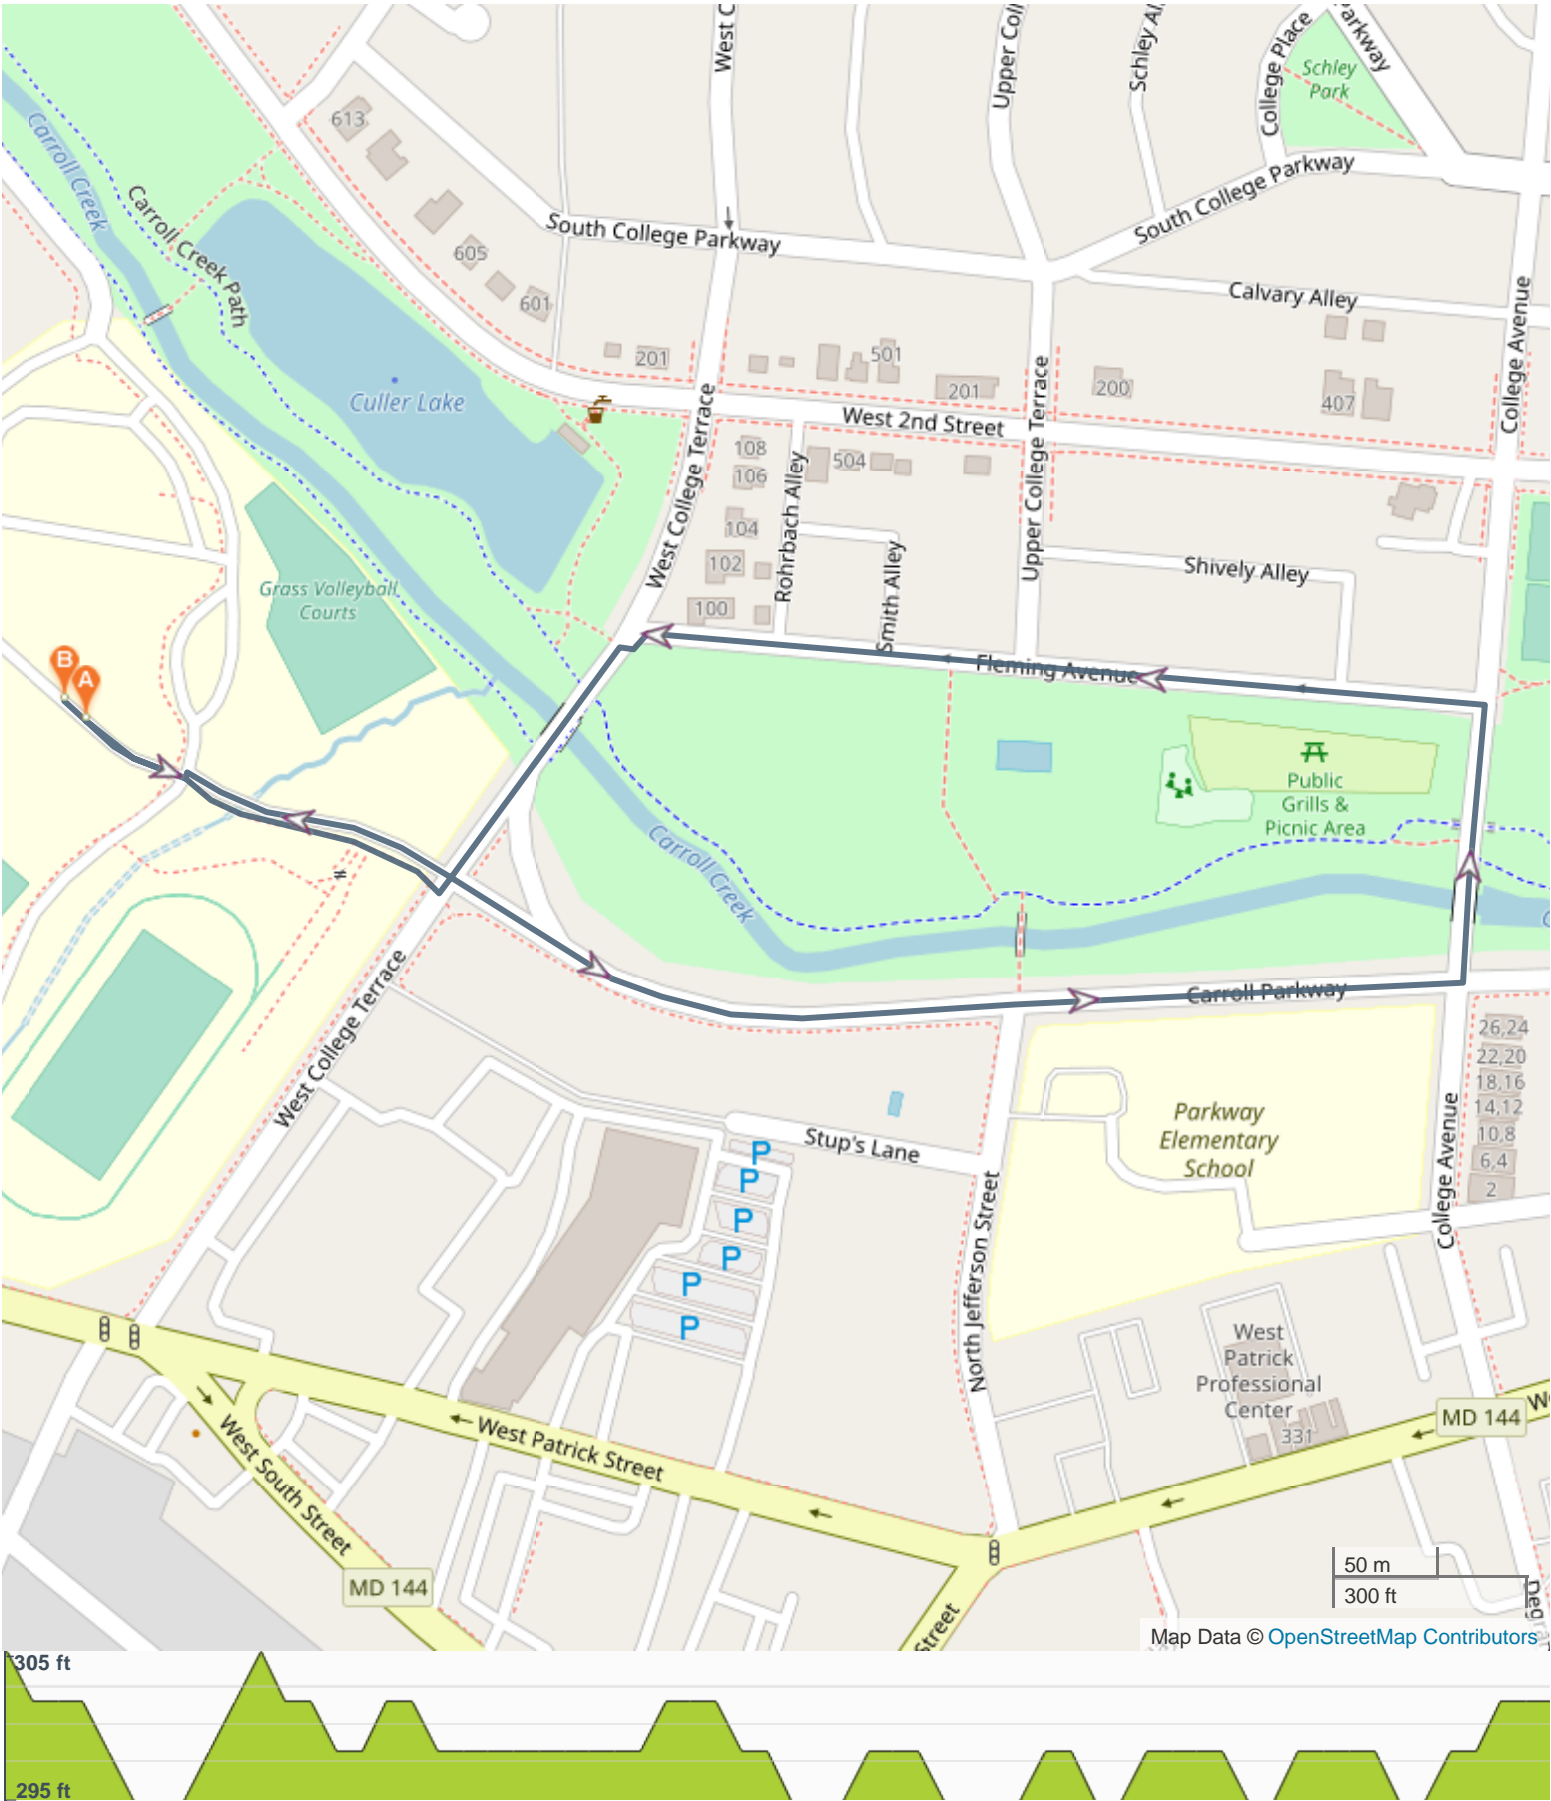 West C
Upper Col
Schley Al
College Place
Parkway
Schley
Park
613
Carroll Creek
Carroll Creek Path
South College Parkway
South College Parkway
605
601
Calvary Alley
College Avenue
201
501
201
200
407
Culler Lake
West 2nd Street
West College Terrace
Upper College Terrace
108
106
504
104
102
100
Rohrbach Alley
Smith Alley
Shively Alley
Grass Volleyball
Courts
B
A
Fleming Avenue
Public
Grills &
Picnic Area
Carroll Creek
C
West College Terrace
Carroll Parkway
26,24
22,20
18,16
14,12
10,8
6,4
2
Parkway
Elementary
School
Stup's Lane
P
P
P
P
P
P
North Jefferson Street
College Avenue
West
Patrick
Professional
Center
331
MD 144
We
West Patrick Street
West South Street
MD 144
Street
50 m
300 ft
Degra
Map Data © OpenStreetMap Contributors
305 ft
295 ft